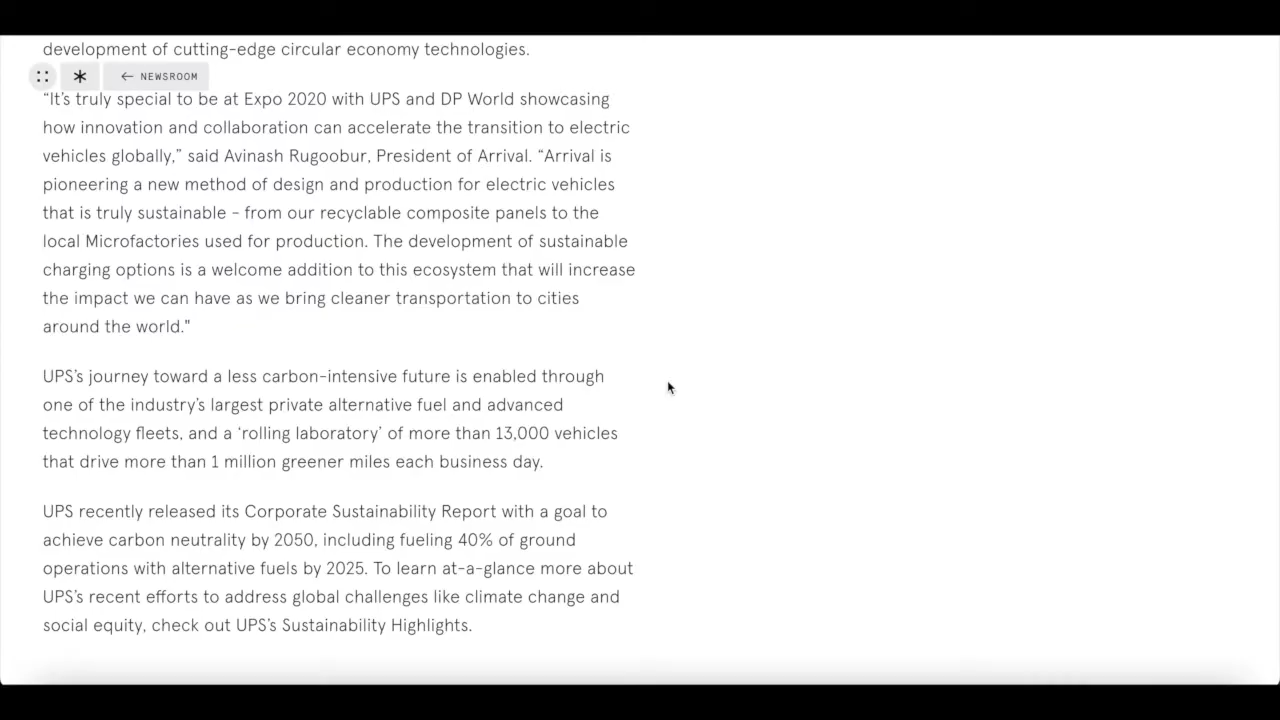 development of cutting-edge circular economy technologies.
← NEWSROOM
“It’s truly special to be at Expo 2020 with UPS and DP World showcasing
how innovation and collaboration can accelerate the transition to electric
vehicles globally,” said Avinash Rugoobur, President of Arrival. “Arrival is
pioneering a new method of design and production for electric vehicles
that is truly sustainable - from our recyclable composite panels to the
local Microfactories used for production. The development of sustainable
charging options is a welcome addition to this ecosystem that will increase
the impact we can have as we bring cleaner transportation to cities
around the world."
UPS’s journey toward a less carbon-intensive future is enabled through
one of the industry’s largest private alternative fuel and advanced
technology fleets, and a ‘rolling laboratory’ of more than 13,000 vehicles
that drive more than 1 million greener miles each business day.
UPS recently released its Corporate Sustainability Report with a goal to
achieve carbon neutrality by 2050, including fueling 40% of ground
operations with alternative fuels by 2025. To learn at-a-glance more about
UPS’s recent efforts to address global challenges like climate change and
social equity, check out UPS’s Sustainability Highlights.